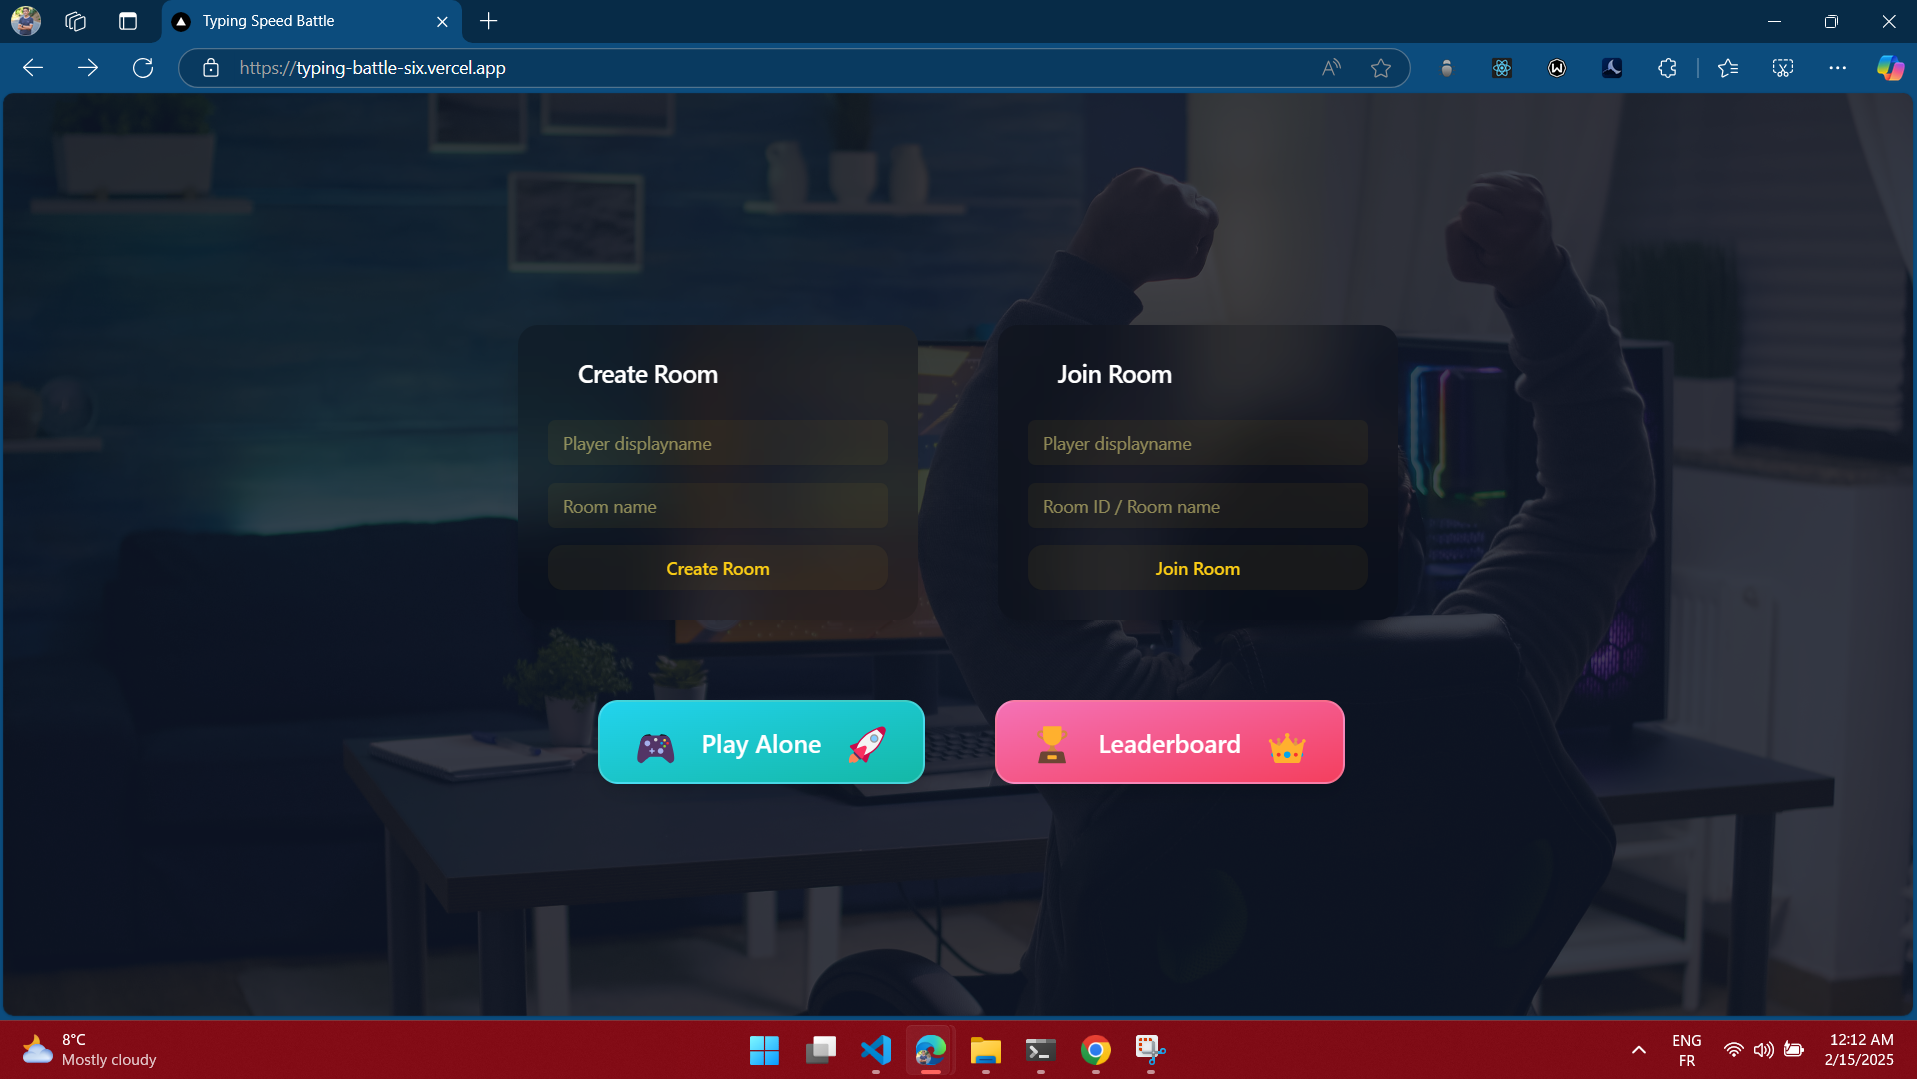 Typing Speed Battle
https://typing-battle-six.vercel.app
Create Room
Player displayname
Room name
Create Room
Join Room
Player displayname
Room ID / Room name
Join Room
Play Alone
Leaderboard
8°C
Mostly cloudy
ENG
FR
12:12 AM
2/15/2025